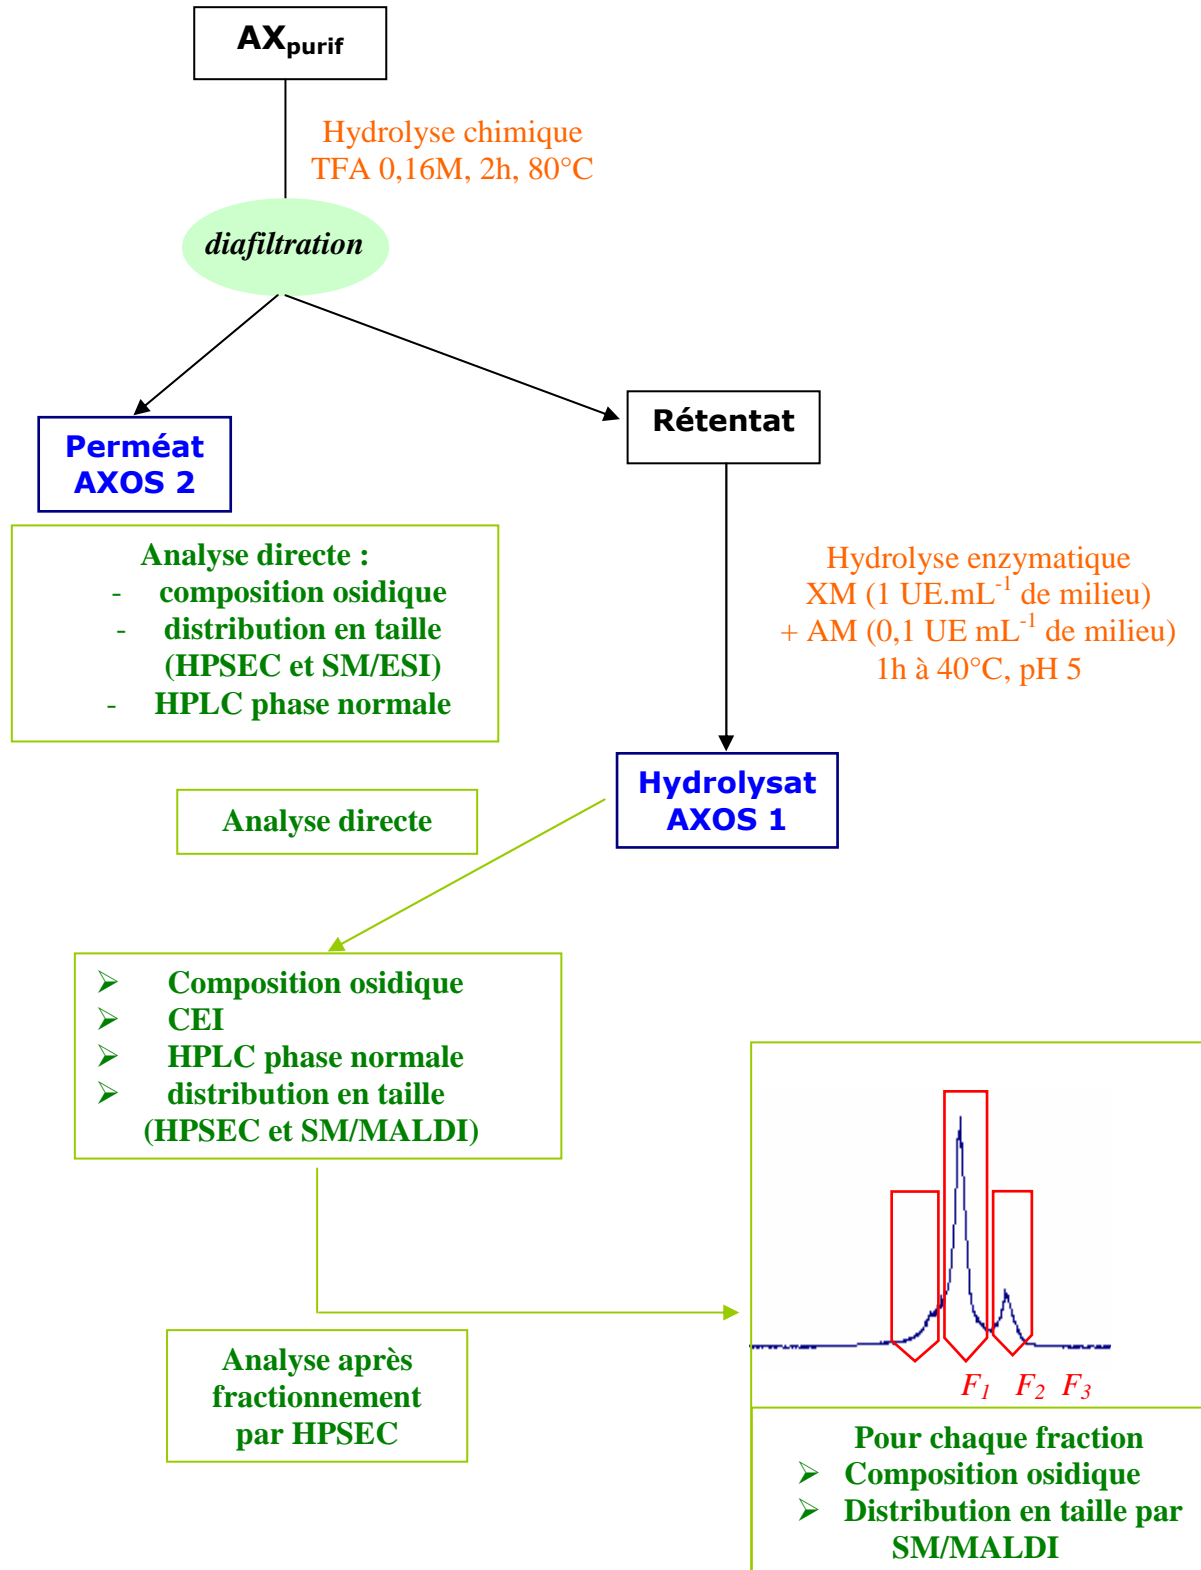 AXpurif
Hydrolyse chimique
TFA 0,16M, 2h, 80°C
diafiltration
Perméat
AXOS 2
Rétentat
Analyse directe :
- composition osidique
- distribution en taille
(HPSEC et SM/ESI)
- HPLC phase normale
Hydrolyse enzymatique
XM (1 UE.mL-1 de milieu)
+ AM (0,1 UE mL-1 de milieu)
1h à 40°C, pH 5
Hydrolysat
AXOS 1
Analyse directe
➢ Composition osidique
➢ CEI
➢ HPLC phase normale
➢ distribution en taille
(HPSEC et SM/MALDI)
F1 F2 F3
Analyse après
fractionnement
par HPSEC
Pour chaque fraction
➢ Composition osidique
➢ Distribution en taille par
SM/MALDI